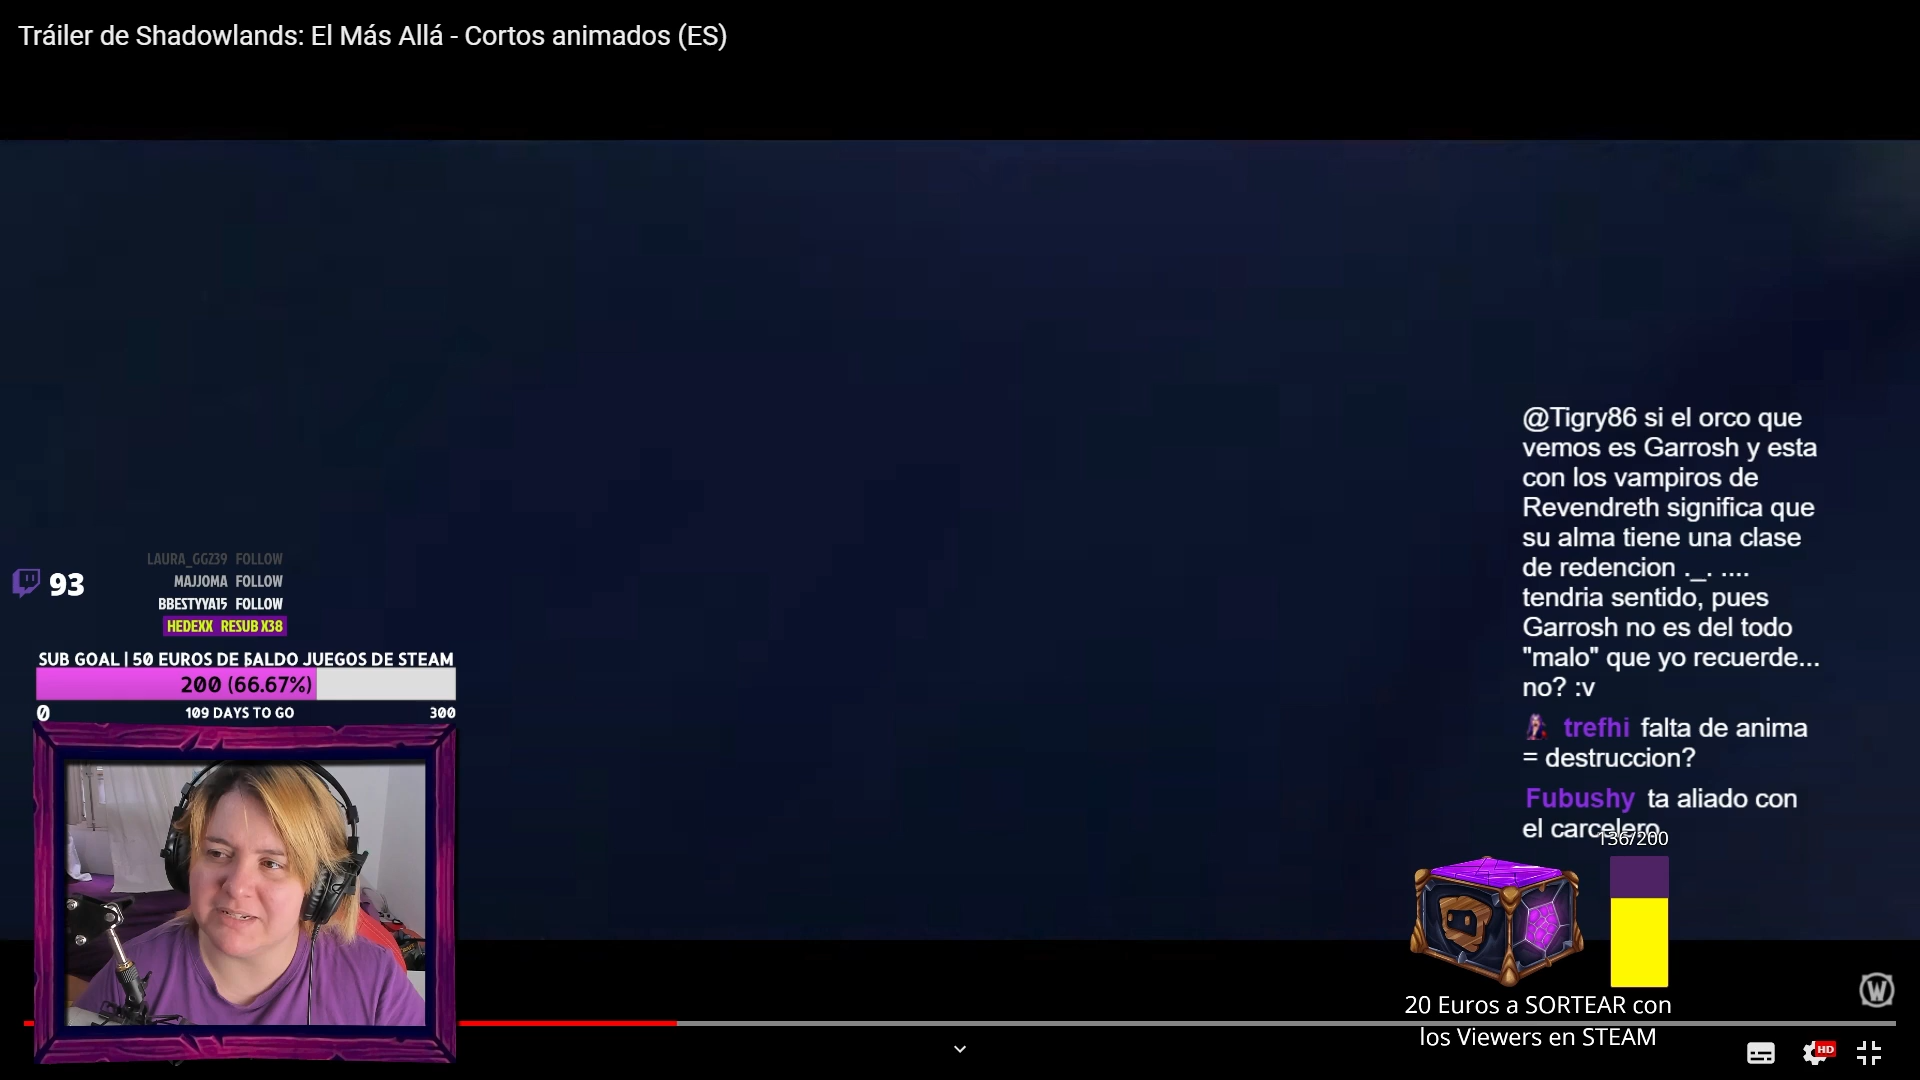 Tráiler de Shadowlands: El Más Allá - Cortos animados (ES)
@Tigry86 si el orco que
vemos es Garrosh y esta
con los vampiros de
Revendreth significa que
su alma tiene una clase
de redencion ._. ....
tendria sentido, pues
Garrosh no es del todo
"malo" que yo recuerde...
no? :v
trefhi falta de anima
= destruccion?
Fubushy ta aliado con
el carcelero
136/200
20 Euros a SORTEAR con
los Viewers en STEAM
93
LAURA_GGZ39 FOLLOW
MAJJOMA FOLLOW
BBESTYYA15 FOLLOW
HEDEXX RESUB X38
SUB GOAL | 50 EUROS DE SALDO JUEGOS DE STEAM
200 (66.67%)
0 109 DAYS TO GO 300
W
HD